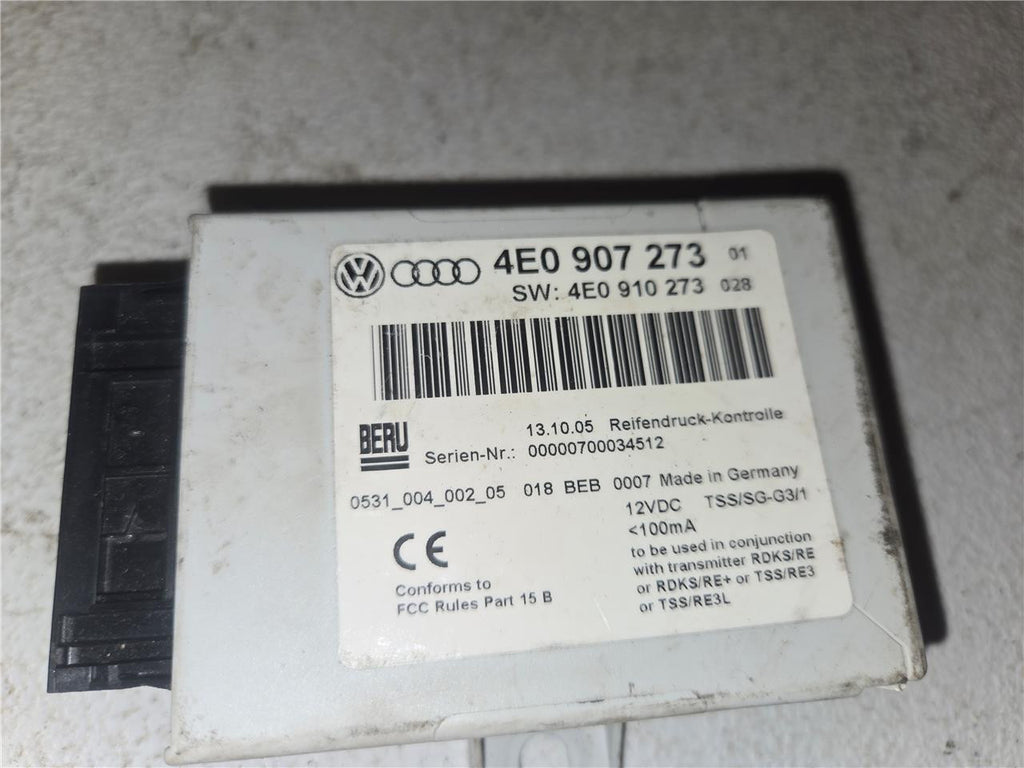 4E0 907 273 01
SW: 4E0 910 273 028
BERU
13.10.05 Reifendruck-Kontrolle
Serien-Nr.: 00000700034512
0531_004_002_05 018 BEB 0007 Made in Germany
12VDC TSS/SG-G3/1
<100mA
CE
Conforms to
FCC Rules Part 15 B
to be used in conjunction
with transmitter RDKS/RE
or RDKS/RE+ or TSS/RE3
or TSS/RE3L